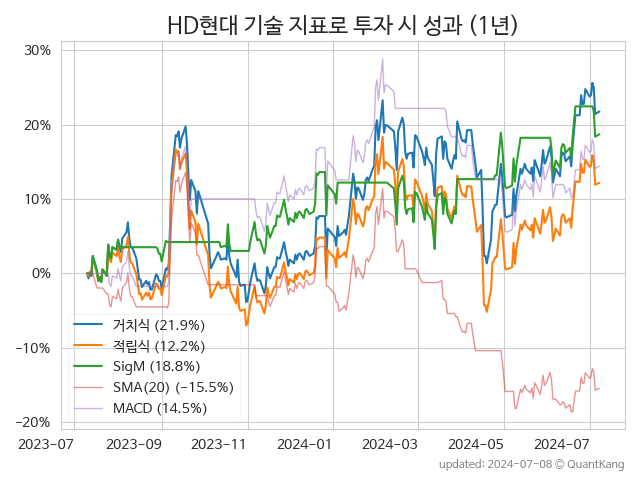 HD현대 기술 지표로 투자 시 성과 (1년)
30%
20%
10%
0%
−10%
−20%
거치식 (21.9%)
적립식 (12.2%)
SigM (18.8%)
SMA(20) (−15.5%)
MACD (14.5%)
2023-07 2023-09 2023-11 2024-01 2024-03 2024-05 2024-07
updated: 2024-07-08 © QuantKang